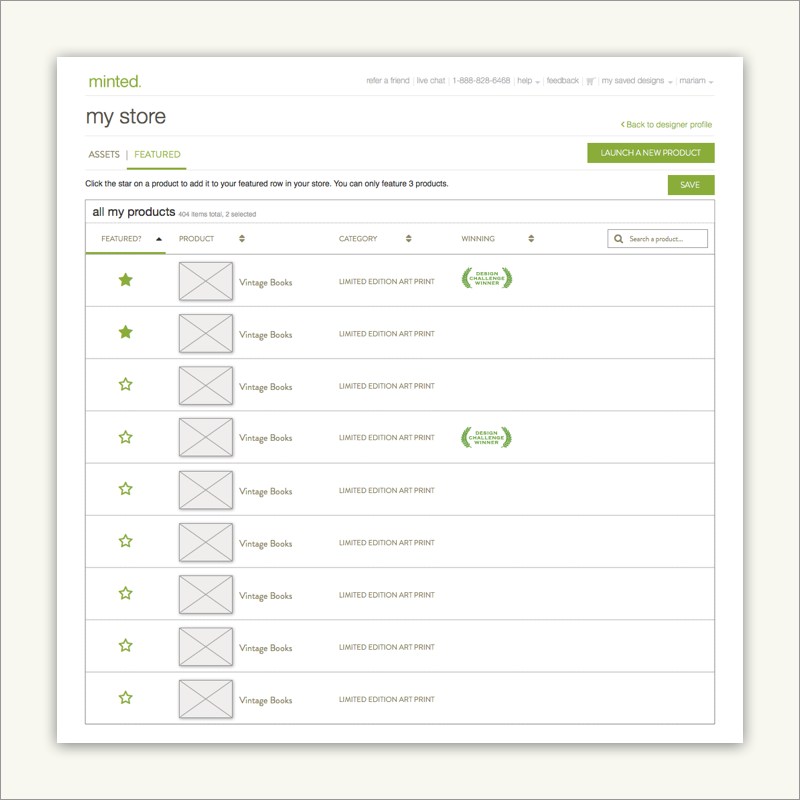 minted.
refer a friend | live chat | 1-888-828-6468 | help | feedback | my saved designs | mariam
my store
< Back to designer profile
ASSETS | FEATURED
LAUNCH A NEW PRODUCT
Click the star on a product to add it to your featured row in your store. You can only feature 3 products.
SAVE
all my products 404 items total, 2 selected
FEATURED? PRODUCT CATEGORY WINNING Search a product...
Vintage Books LIMITED EDITION ART PRINT
DESIGN
CHALLENGE
WINNER
Vintage Books LIMITED EDITION ART PRINT
Vintage Books LIMITED EDITION ART PRINT
Vintage Books LIMITED EDITION ART PRINT
DESIGN
CHALLENGE
WINNER
Vintage Books LIMITED EDITION ART PRINT
Vintage Books LIMITED EDITION ART PRINT
Vintage Books LIMITED EDITION ART PRINT
Vintage Books LIMITED EDITION ART PRINT
Vintage Books LIMITED EDITION ART PRINT